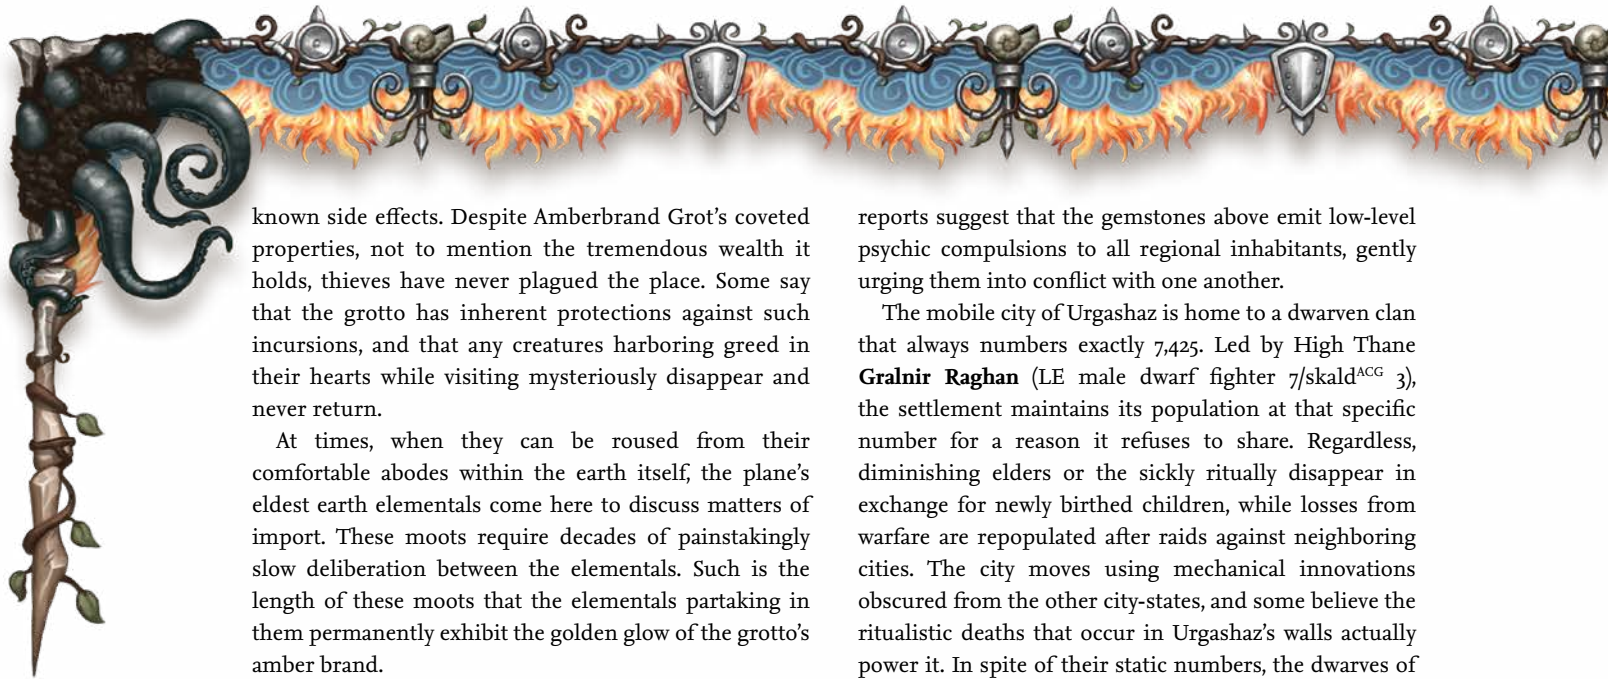 known side effects. Despite Amberbrand Grot’s coveted
properties, not to mention the tremendous wealth it
holds, thieves have never plagued the place. Some say
that the grotto has inherent protections against such
incursions, and that any creatures harboring greed in
their hearts while visiting mysteriously disappear and
never return.
At times, when they can be roused from their
comfortable abodes within the earth itself, the plane’s
eldest earth elementals come here to discuss matters of
import. These moots require decades of painstakingly
slow deliberation between the elementals. Such is the
length of these moots that the elementals partaking in
them permanently exhibit the golden glow of the grotto’s
amber brand.
reports suggest that the gemstones above emit low-level
psychic compulsions to all regional inhabitants, gently
urging them into conflict with one another.
The mobile city of Urgashaz is home to a dwarven clan
that always numbers exactly 7,425. Led by High Thane
Gralnir Raghan (LE male dwarf fighter 7/skaldACG 3),
the settlement maintains its population at that specific
number for a reason it refuses to share. Regardless,
diminishing elders or the sickly ritually disappear in
exchange for newly birthed children, while losses from
warfare are repopulated after raids against neighboring
cities. The city moves using mechanical innovations
obscured from the other city-states, and some believe the
ritualistic deaths that occur in Urgashaz’s walls actually
power it. In spite of their static numbers, the dwarves of